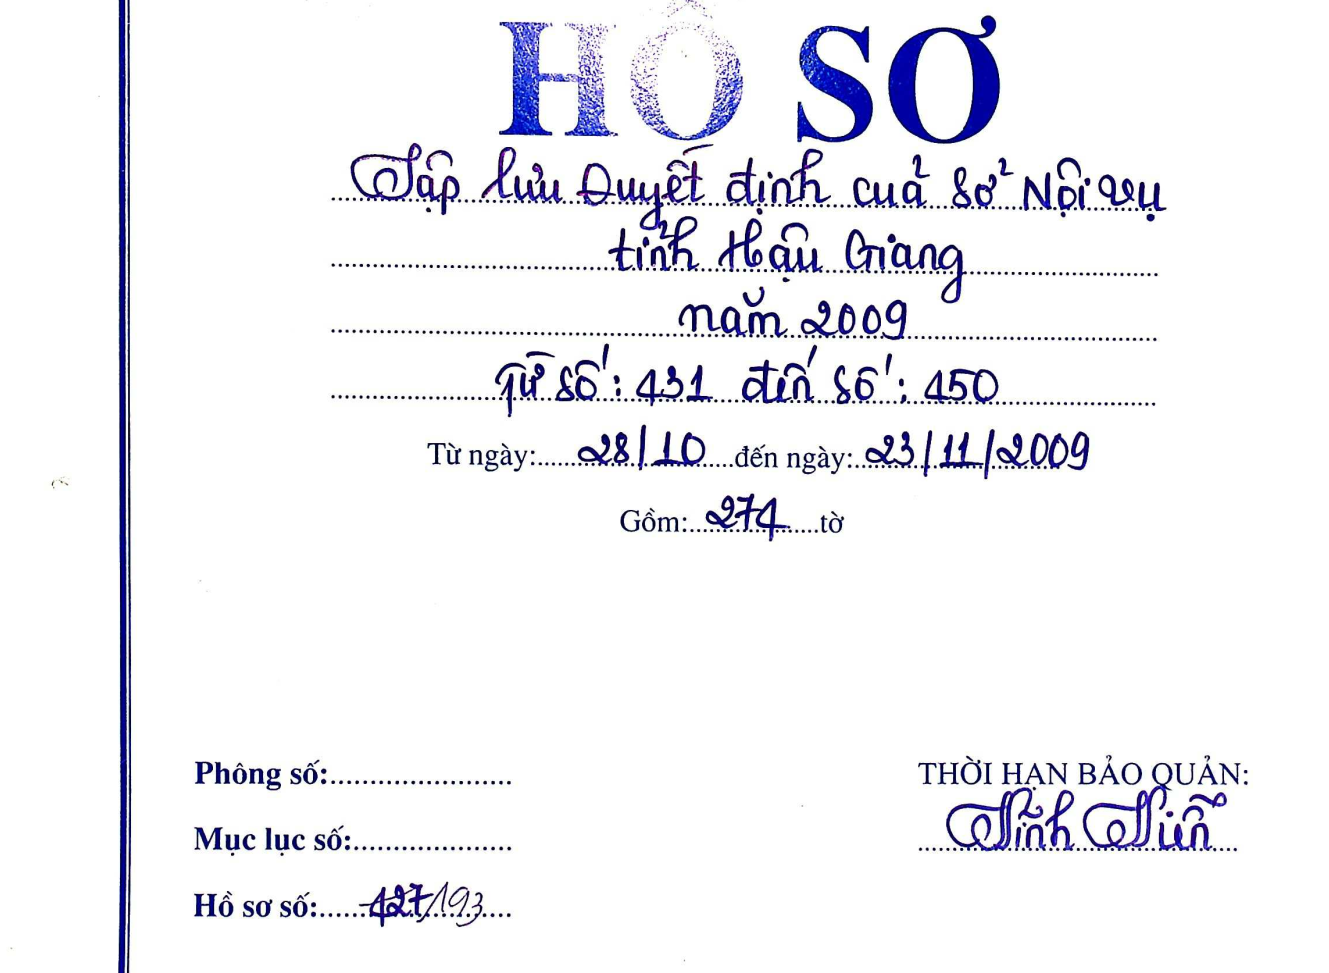 HỒ SƠ
Tập lưu Quyết định của Sở Nội vụ
tỉnh Hậu Giang
năm 2009
Từ số: 431 đến số: 450
Từ ngày: 28/10 đến ngày: 23/11/2009
Gồm: 274 tờ
Phông số:
THỜI HẠN BẢO QUẢN:
Mục lục số:
Vĩnh Viễn
Hồ sơ số: 427/193